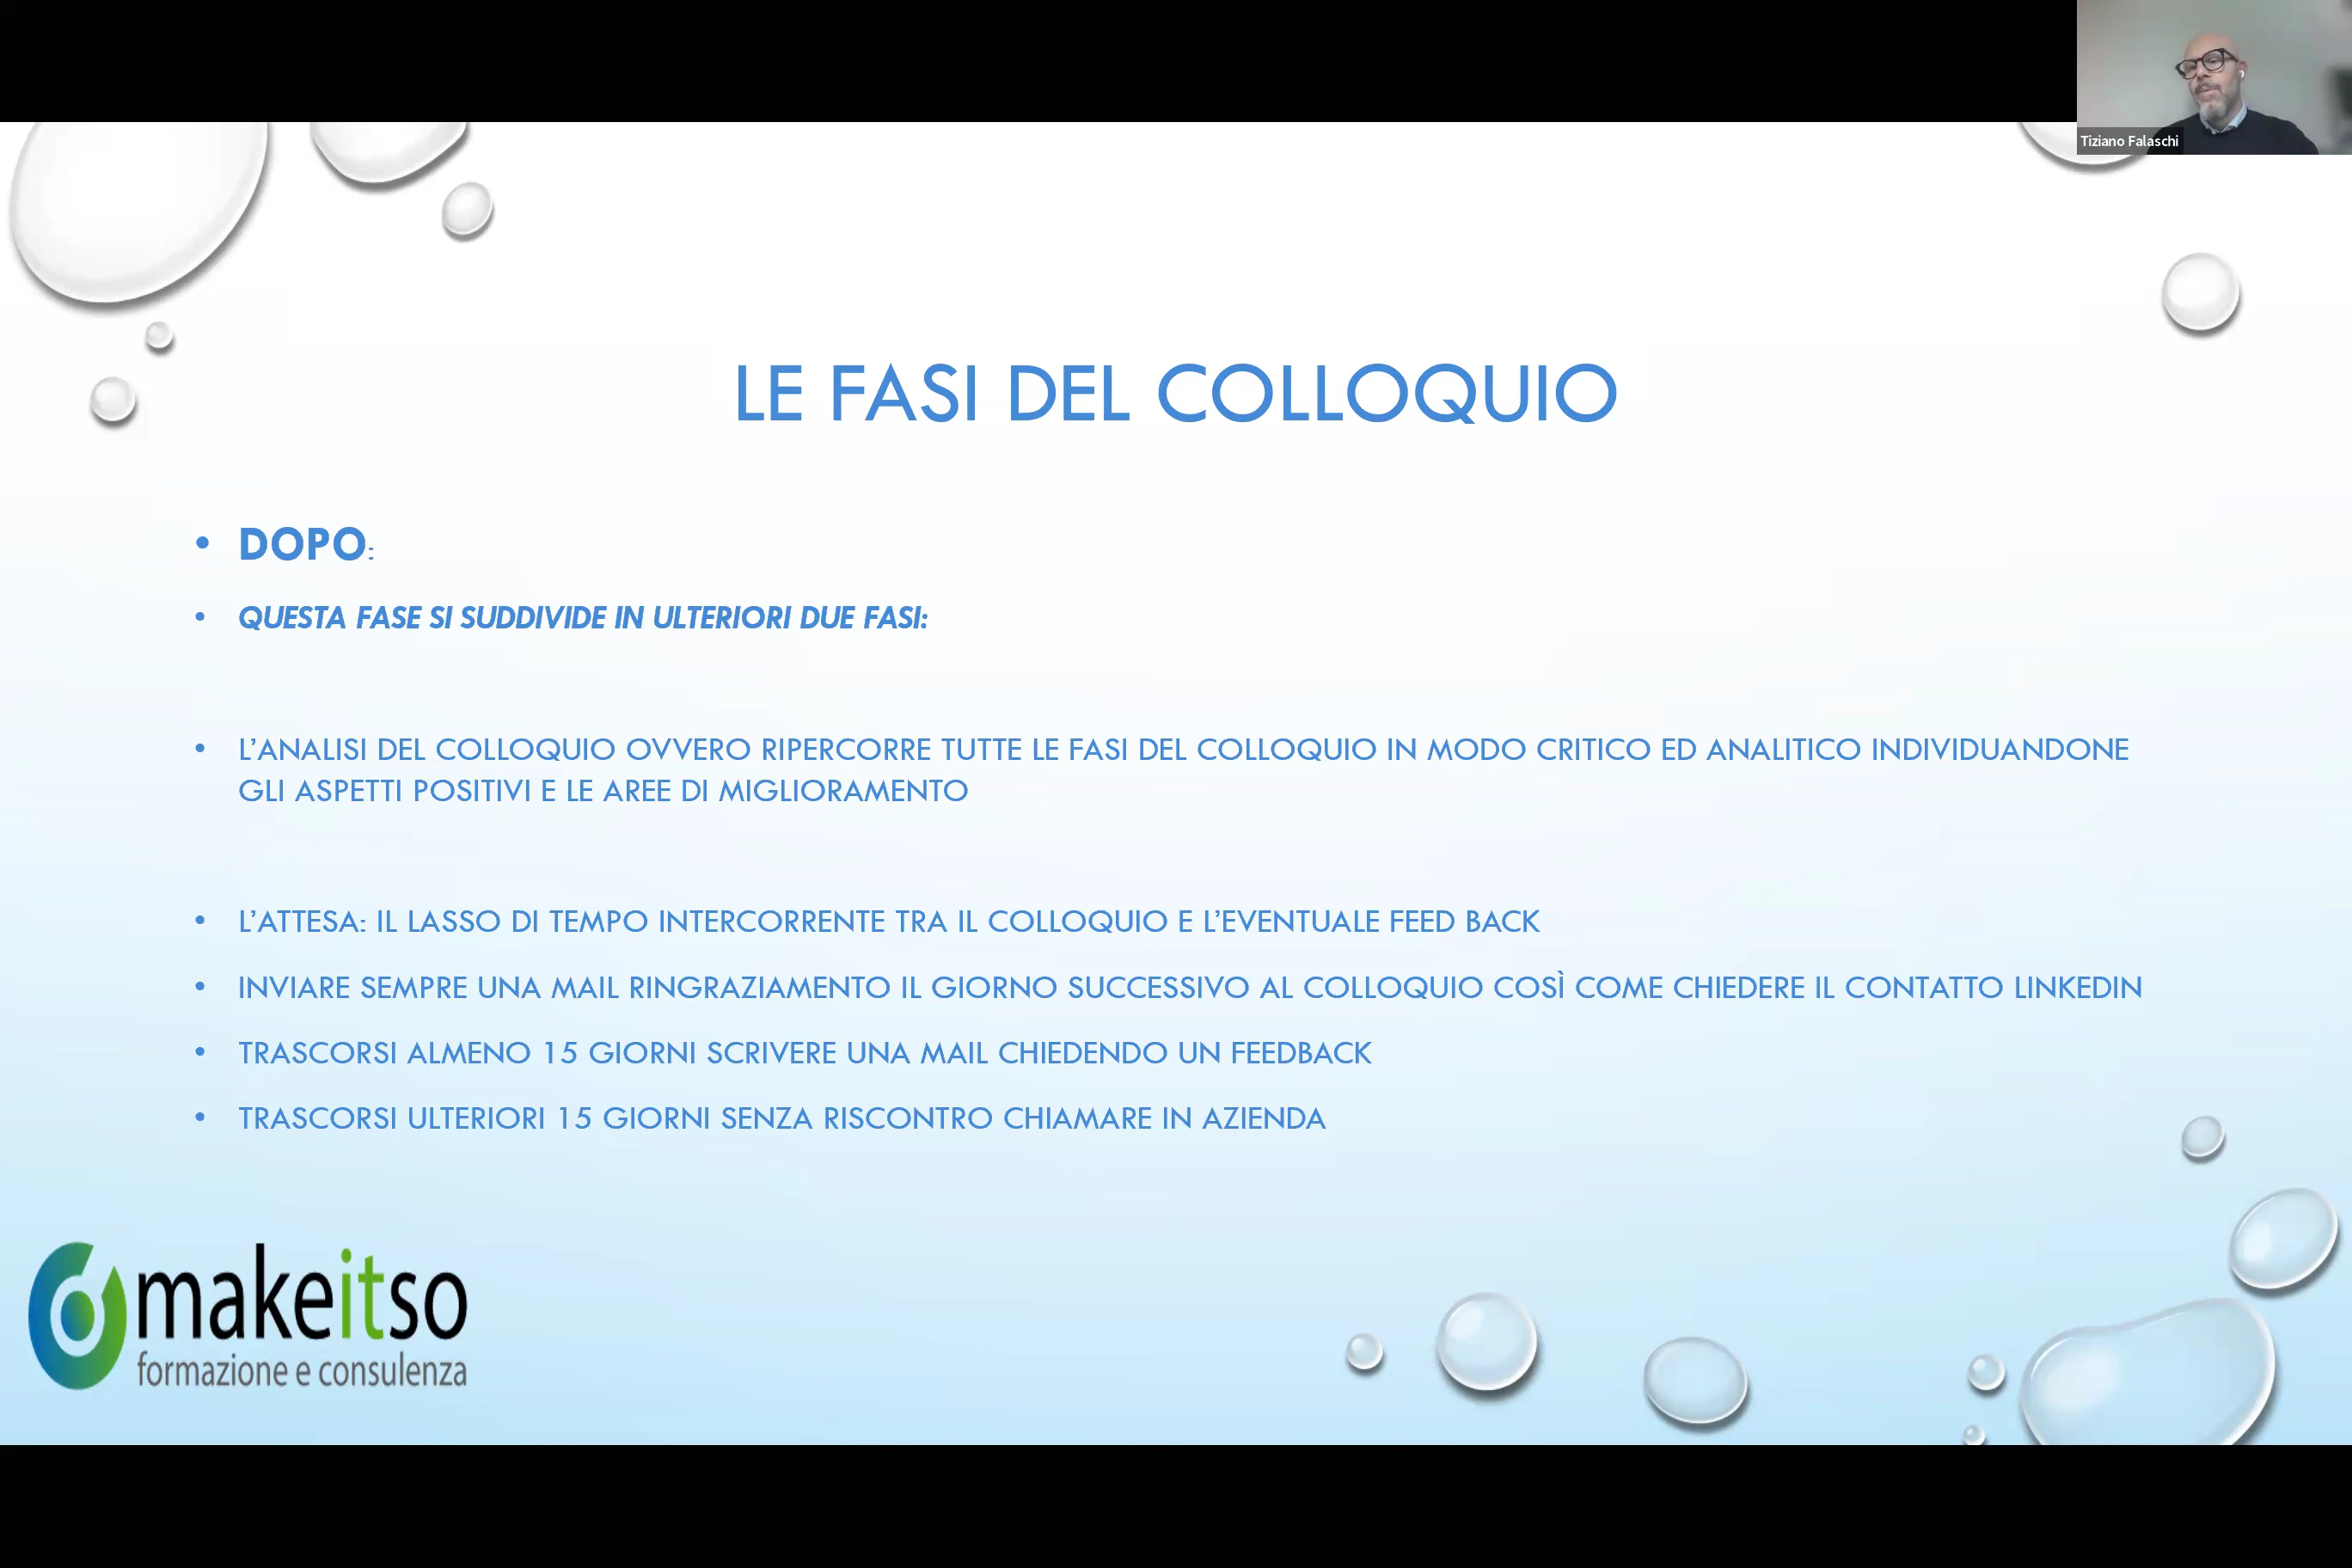 Tiziano Falaschi
LE FASI DEL COLLOQUIO
• DOPO:
• QUESTA FASE SI SUDDIVIDE IN ULTERIORI DUE FASI:
• L'ANALISI DEL COLLOQUIO OVVERO RIPERCORRE TUTTE LE FASI DEL COLLOQUIO IN MODO CRITICO ED ANALITICO INDIVIDUANDONE
GLI ASPETTI POSITIVI E LE AREE DI MIGLIORAMENTO
• L'ATTESA: IL LASSO DI TEMPO INTERCORRENTE TRA IL COLLOQUIO E L'EVENTUALE FEED BACK
• INVIARE SEMPRE UNA MAIL RINGRAZIAMENTO IL GIORNO SUCCESSIVO AL COLLOQUIO COSÌ COME CHIEDERE IL CONTATTO LINKEDIN
• TRASCORSI ALMENO 15 GIORNI SCRIVERE UNA MAIL CHIEDENDO UN FEEDBACK
• TRASCORSI ULTERIORI 15 GIORNI SENZA RISCONTRO CHIAMARE IN AZIENDA
makeitso
formazione e consulenza